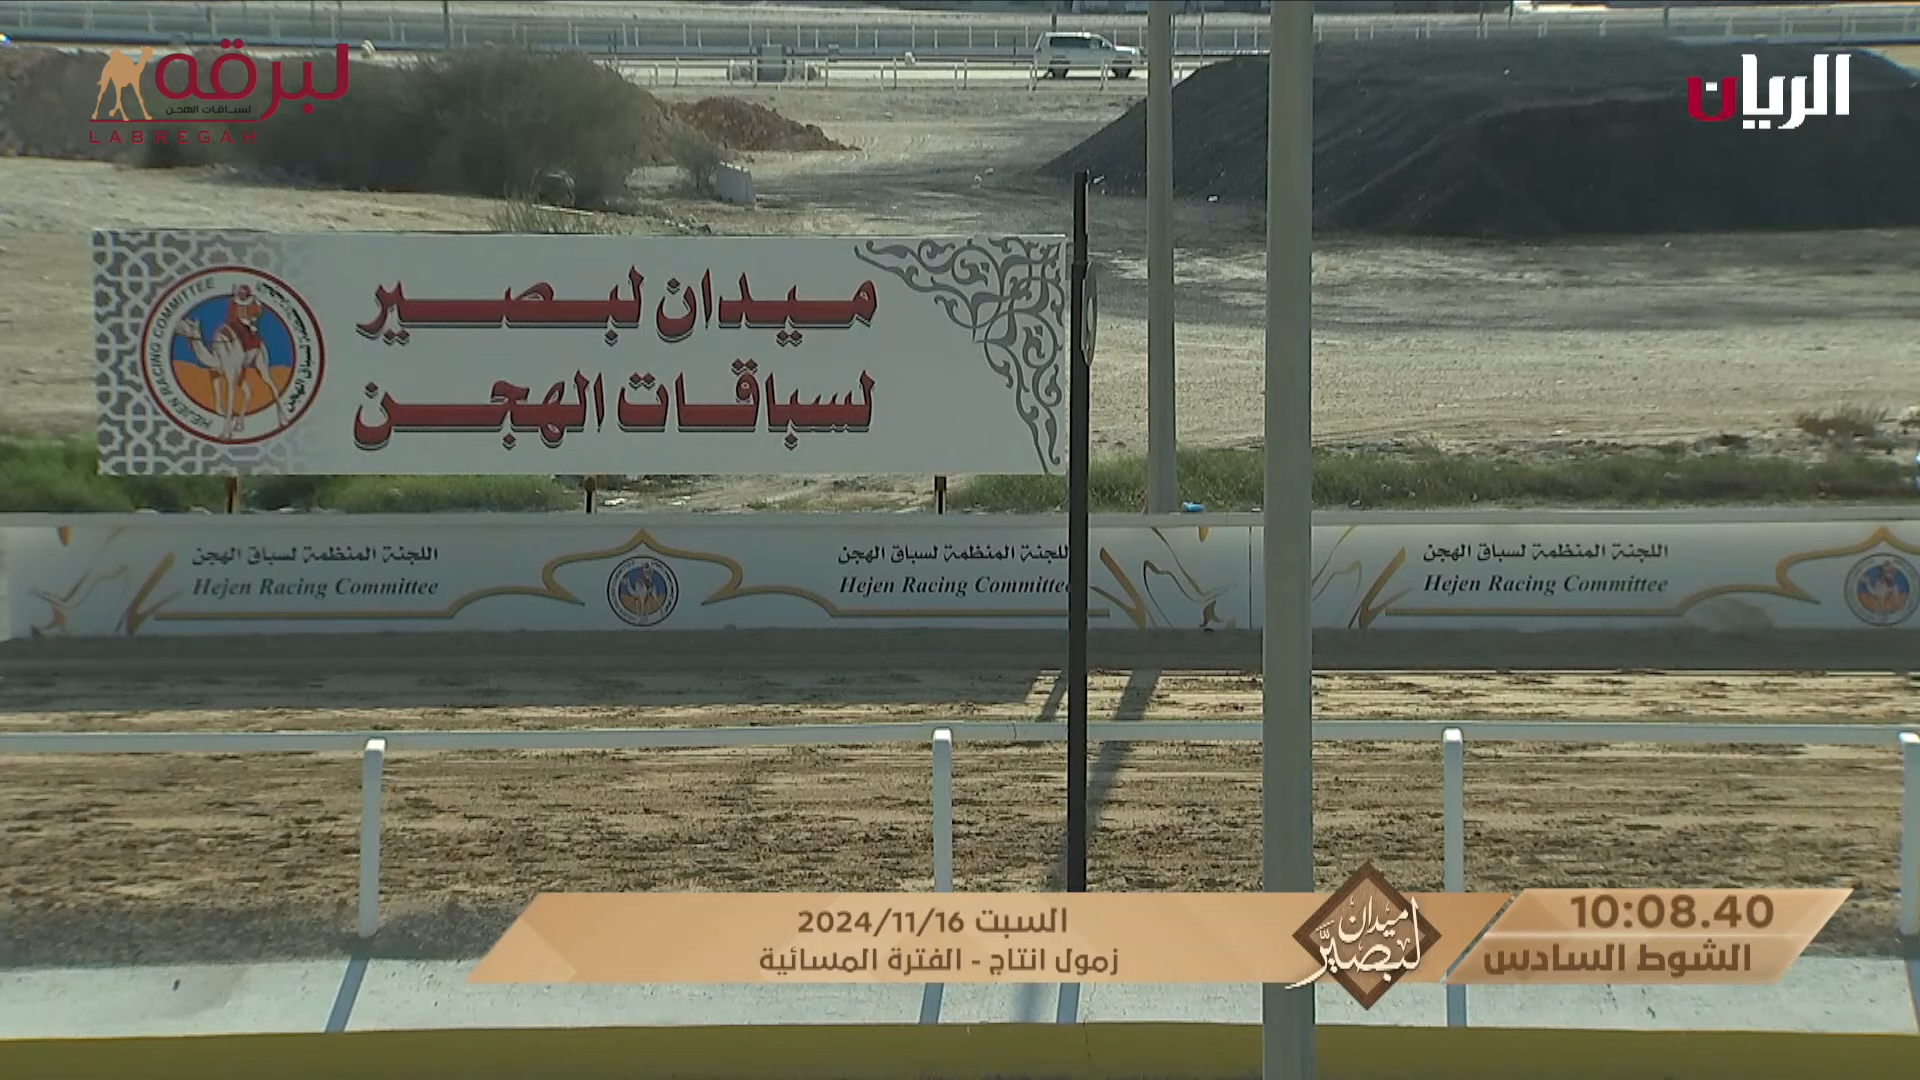 لبرقه
لسباقات الهجن
LABREGAH
الريان
ميدان لبصير
لسباقات الهجن
HEJEN RACING COMMITTEE
اللجنة المنظمة لسباق الهجن
Hejen Racing Committee
اللجنة المنظمة لسباق الهجن
Hejen Racing Committee
اللجنة المنظمة لسباق الهجن
Hejen Racing Committee
السبت 2024/11/16
زمول انتاج - الفترة المسائية
ميدان
لبصير
10:08.40
الشوط السادس